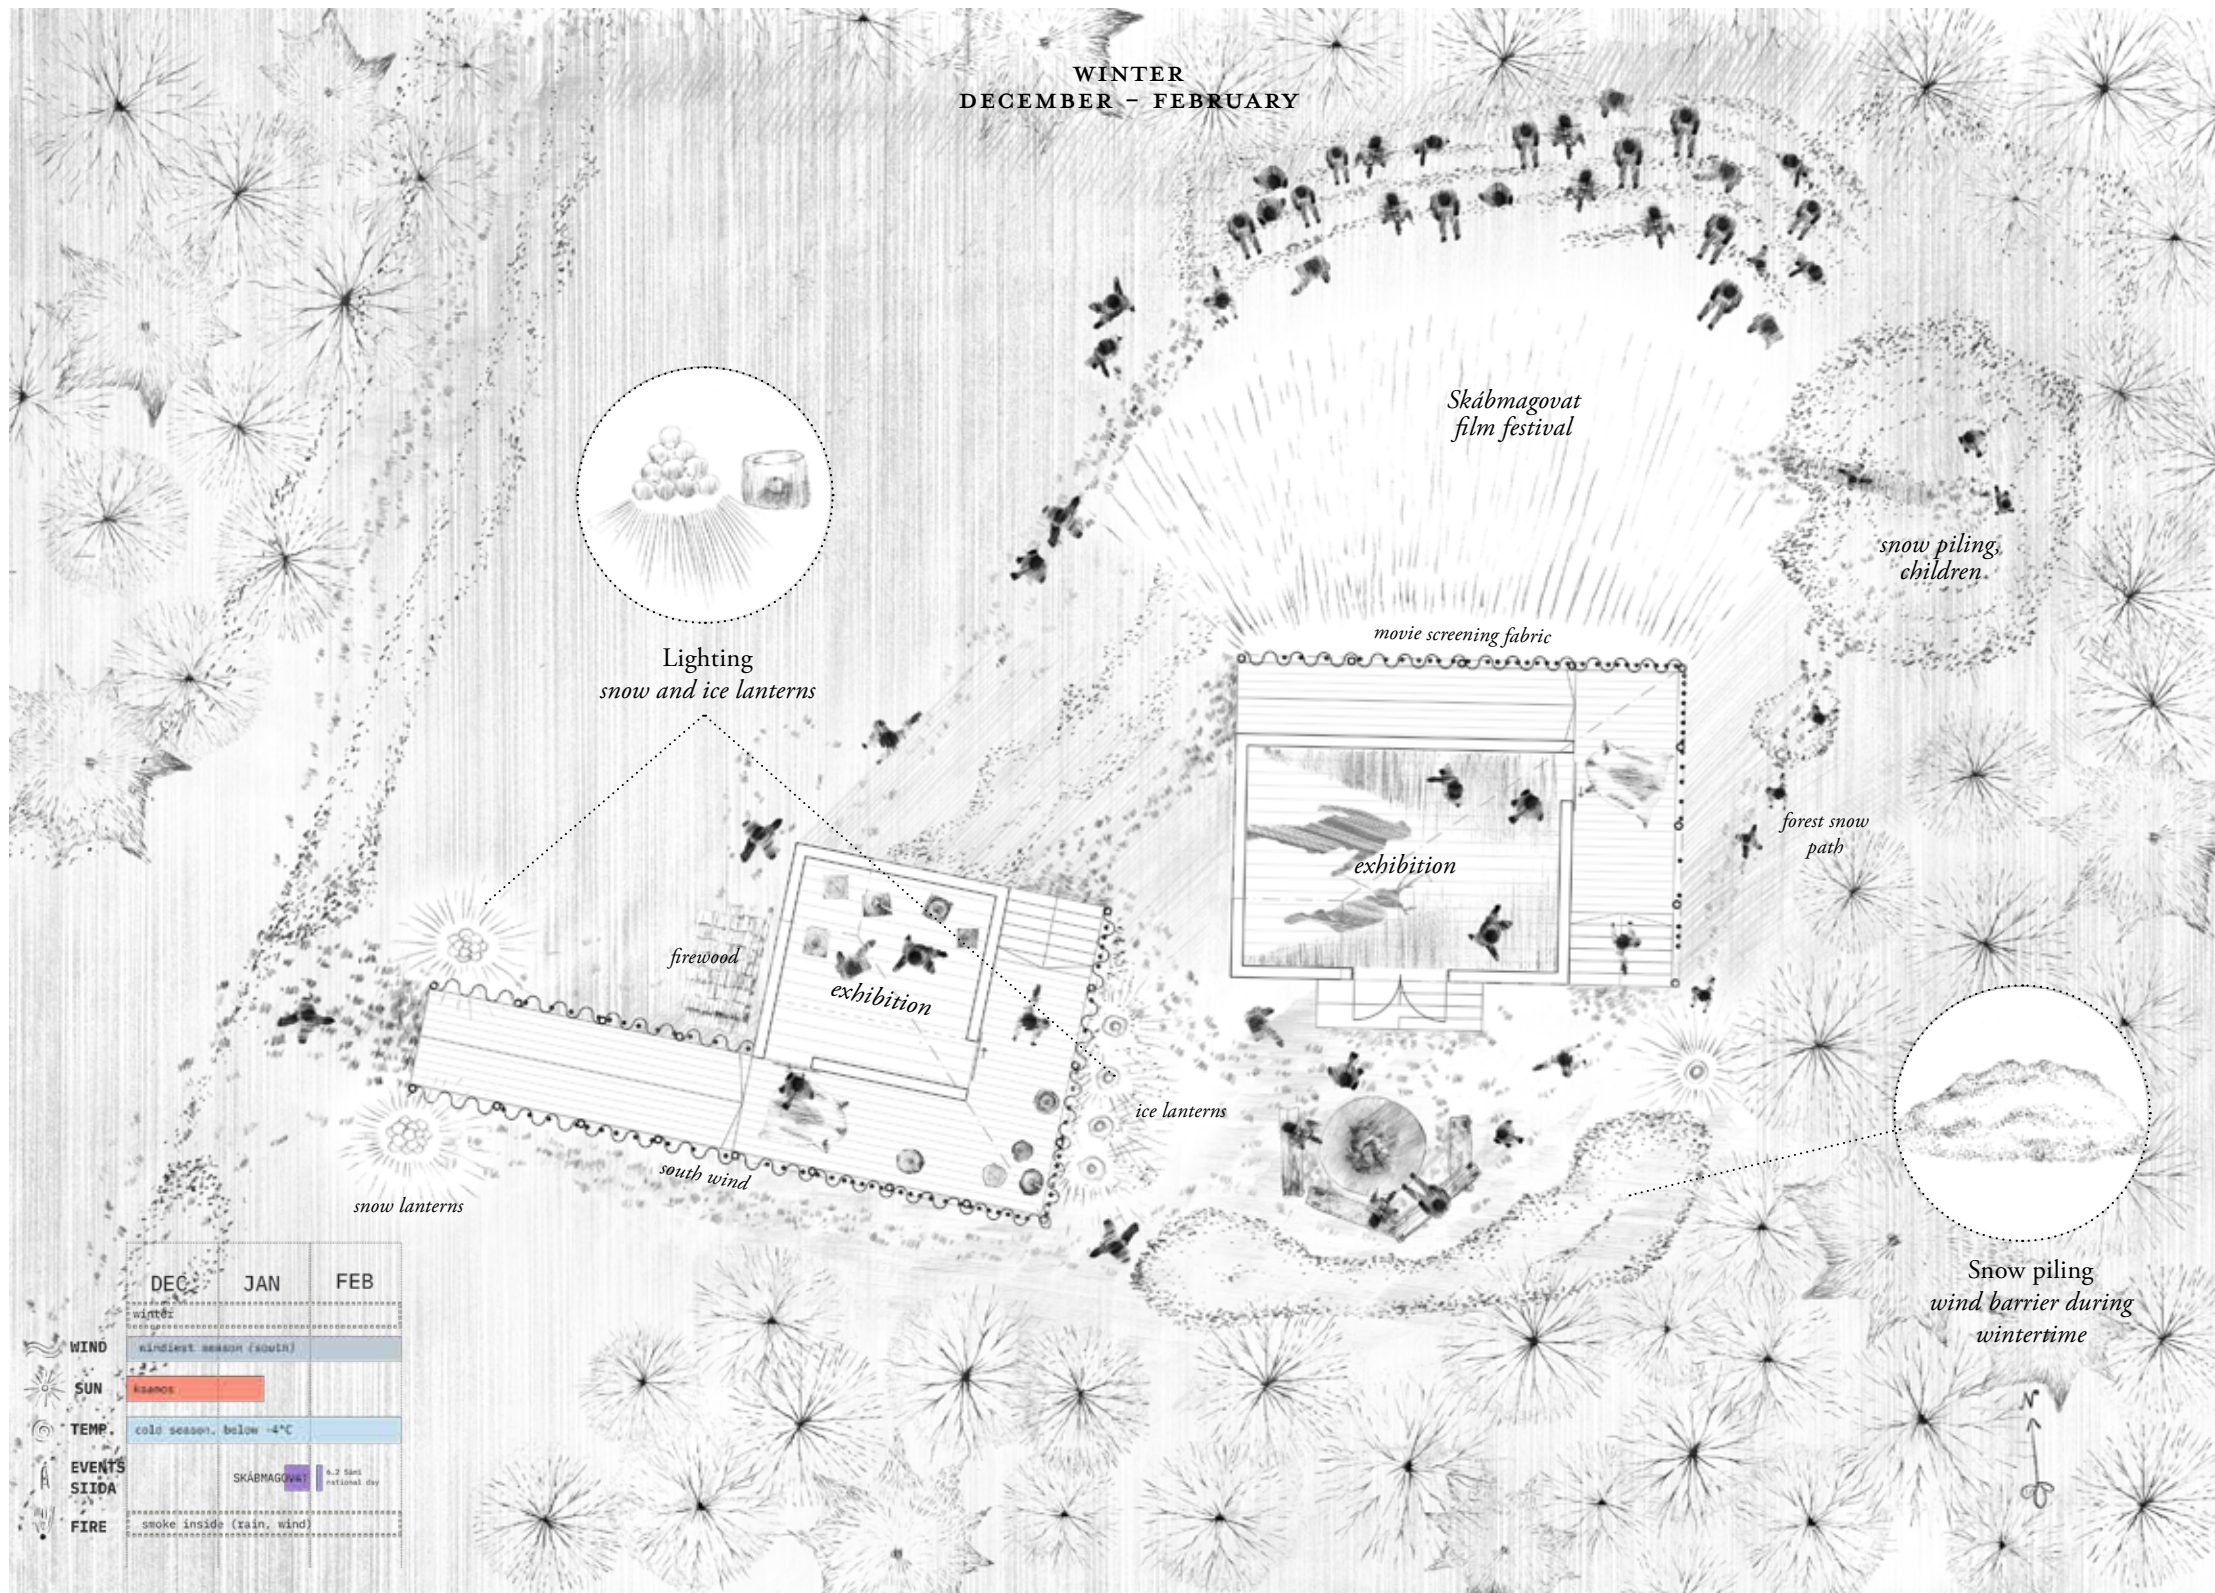 WINTER
DECEMBER – FEBRUARY
Skábmagovat
film festival
snow piling,
children
movie screening fabric
Lighting
snow and ice lanterns
forest snow
path
exhibition
firewood
exhibition
ice lanterns
south wind
snow lanterns
Snow piling
wind barrier during
wintertime
N
DEC JAN FEB
winter
WIND windiest season (south)
SUN kaamos
TEMP. cold season, below -4°C
EVENTS
SIIDA
SKÁBMAGOVAT
6.2 Sámi
national day
FIRE smoke inside (rain, wind)